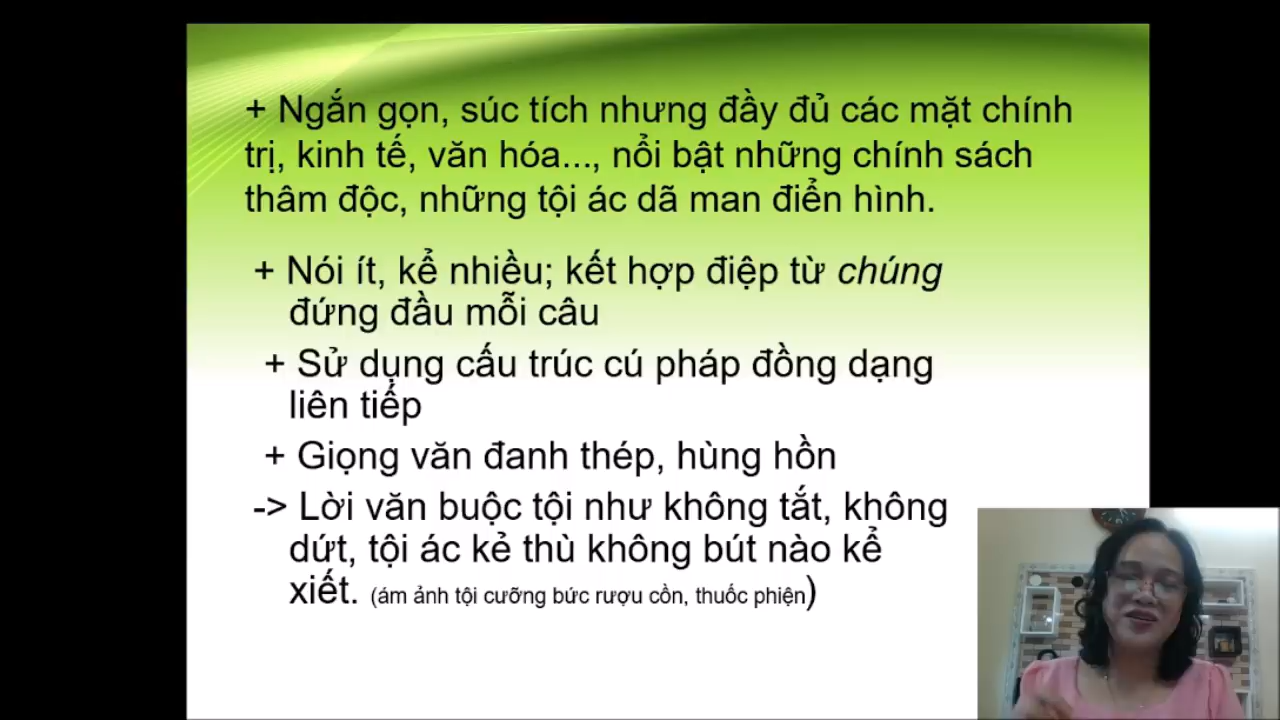 + Ngắn gọn, súc tích nhưng đầy đủ các mặt chính
trị, kinh tế, văn hóa..., nổi bật những chính sách
thâm độc, những tội ác dã man điển hình.
+ Nói ít, kể nhiều; kết hợp điệp từ chúng
đứng đầu mỗi câu
+ Sử dụng cấu trúc cú pháp đồng dạng
liên tiếp
+ Giọng văn đanh thép, hùng hồn
-> Lời văn buộc tội như không tắt, không
dứt, tội ác kẻ thù không bút nào kể
xiết. (ám ảnh tội cưỡng bức rượu cồn, thuốc phiện)